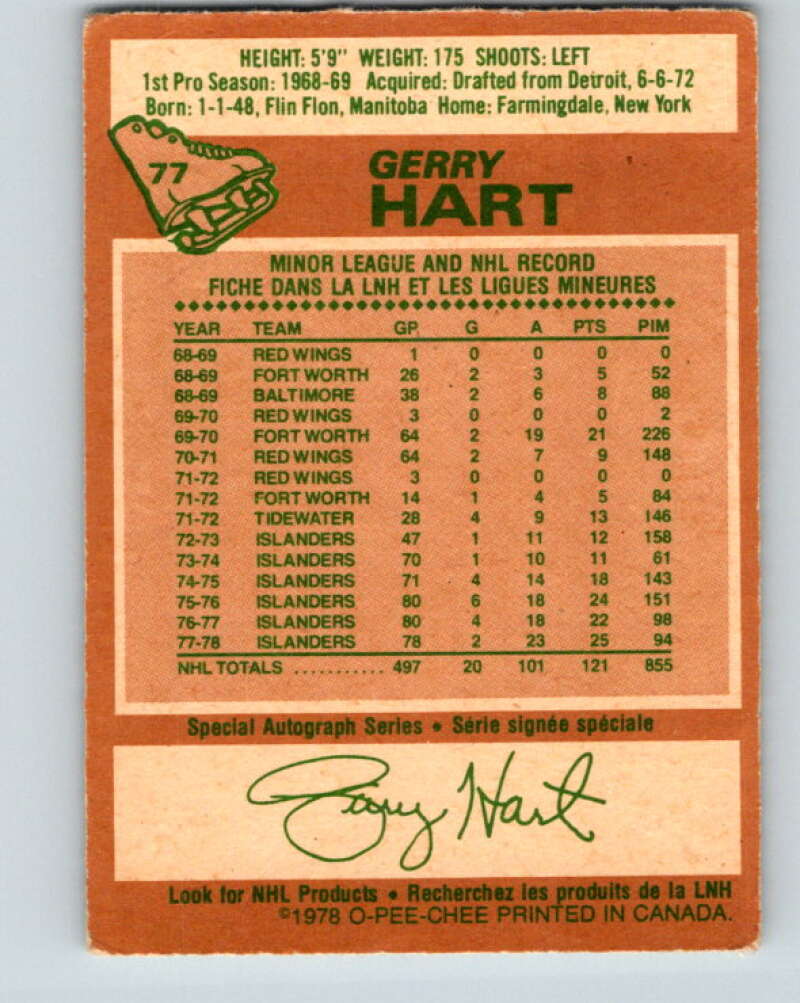 HEIGHT: 5'9" WEIGHT: 175 SHOOTS: LEFT
1st Pro Season: 1968-69 Acquired: Drafted from Detroit, 6-6-72
Born: 1-1-48, Flin Flon, Manitoba Home: Farmingdale, New York
77
GERRY
HART
MINOR LEAGUE AND NHL RECORD
FICHE DANS LA LNH ET LES LIGUES MINEURES
YEAR TEAM GP G A PTS PIM
68-69 RED WINGS 1 0 0 0 0
68-69 FORT WORTH 26 2 3 5 52
68-69 BALTIMORE 38 2 6 8 88
69-70 RED WINGS 3 0 0 0 2
69-70 FORT WORTH 64 2 19 21 226
70-71 RED WINGS 64 2 7 9 148
71-72 RED WINGS 3 0 0 0 0
71-72 FORT WORTH 14 1 4 5 84
71-72 TIDEWATER 28 4 9 13 146
72-73 ISLANDERS 47 1 11 12 158
73-74 ISLANDERS 70 1 10 11 61
74-75 ISLANDERS 71 4 14 18 143
75-76 ISLANDERS 80 6 18 24 151
76-77 ISLANDERS 80 4 18 22 98
77-78 ISLANDERS 78 2 23 25 94
NHL TOTALS ........... 497 20 101 121 855
Special Autograph Series • Série signée spéciale
Gerry Hart
Look for NHL Products • Recherchez les produits de la LNH
©1978 O-PEE-CHEE PRINTED IN CANADA.